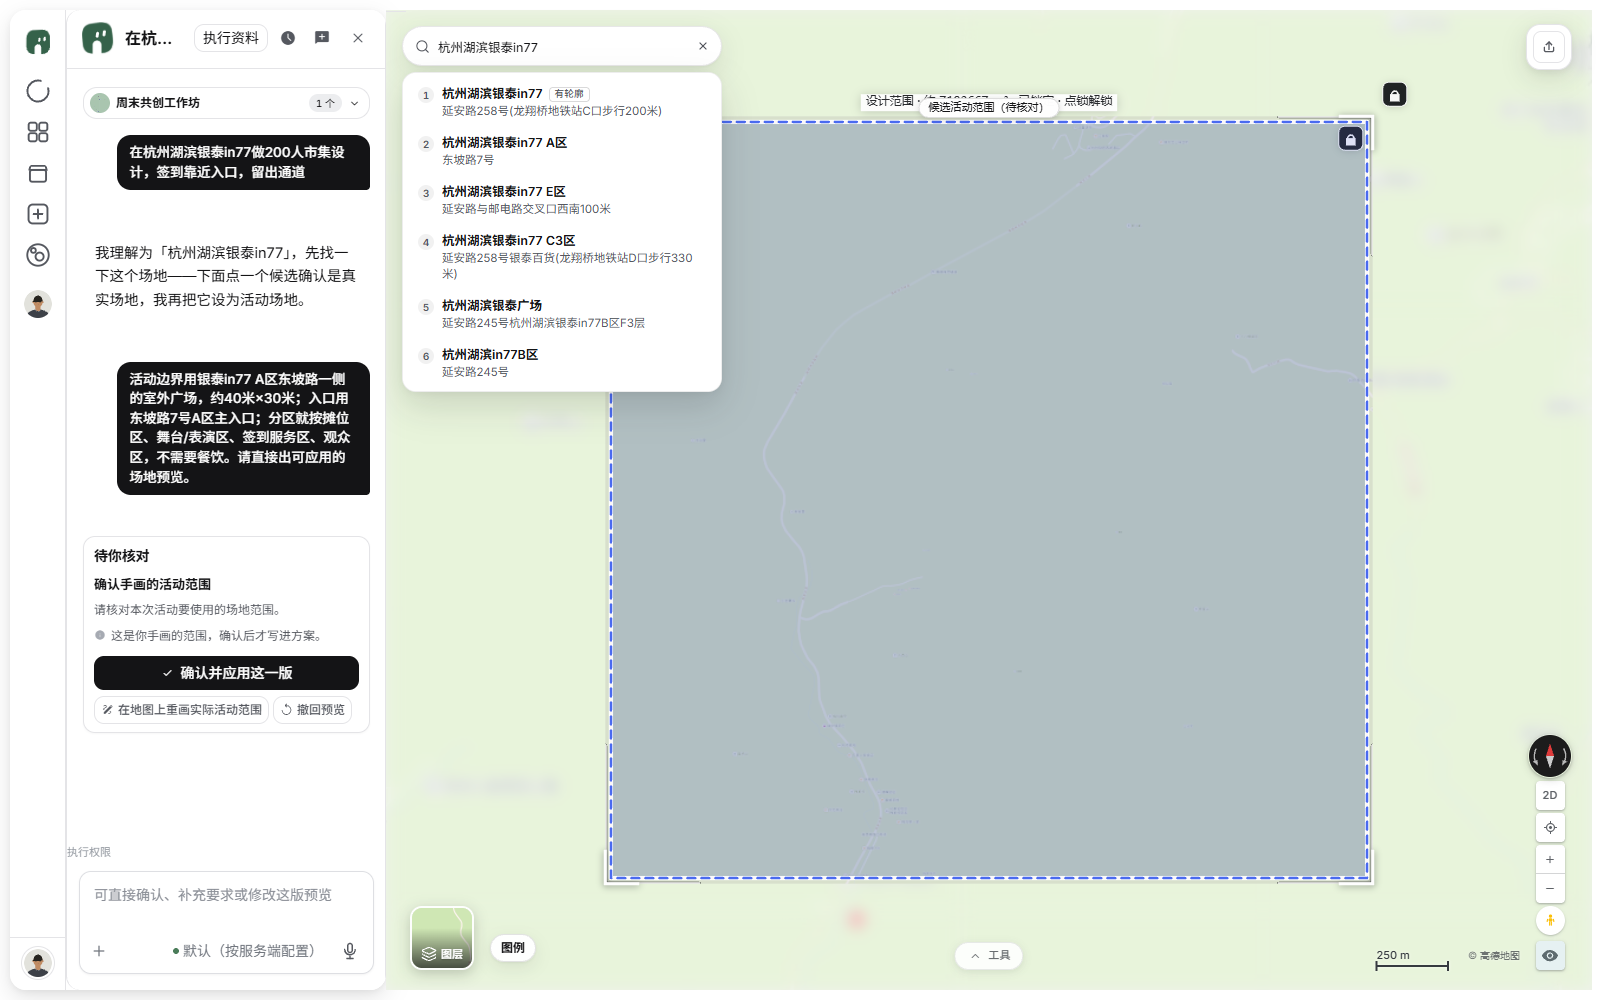 在杭...
执行资料
周末共创工作坊
1 个
在杭州湖滨银泰in77做200人市集设
计，签到靠近入口，留出通道
我理解为「杭州湖滨银泰in77」，先找一
下这个场地——下面点一个候选确认是真
实场地，我再把它设为活动场地。
活动边界用银泰in77 A区东坡路一侧
的室外广场，约40米×30米；入口用
东坡路7号A区主入口；分区就按摊位
区、舞台/表演区、签到服务区、观众
区，不需要餐饮。请直接出可应用的
场地预览。
待你核对
确认手画的活动范围
请核对本次活动要使用的场地范围。
这是你手画的范围，确认后才写进方案。
确认并应用这一版
在地图上重画实际活动范围
撤回预览
执行权限
可直接确认、补充要求或修改这版预览
默认（按服务端配置）
杭州湖滨银泰in77
1
杭州湖滨银泰in77 有轮廓
延安路258号(龙翔桥地铁站C口步行200米)
2
杭州湖滨银泰in77 A区
东坡路7号
3
杭州湖滨银泰in77 E区
延安路与邮电路交叉口西南100米
4
杭州湖滨银泰in77 C3区
延安路258号银泰百货(龙翔桥地铁站D口步行330
米)
5
杭州湖滨银泰广场
延安路245号杭州湖滨银泰in77B区F3层
6
杭州湖滨in77B区
延安路245号
设计范围
点锁解锁
候选活动范围（待核对）
图层
图例
工具
2D
250 m
© 高德地图